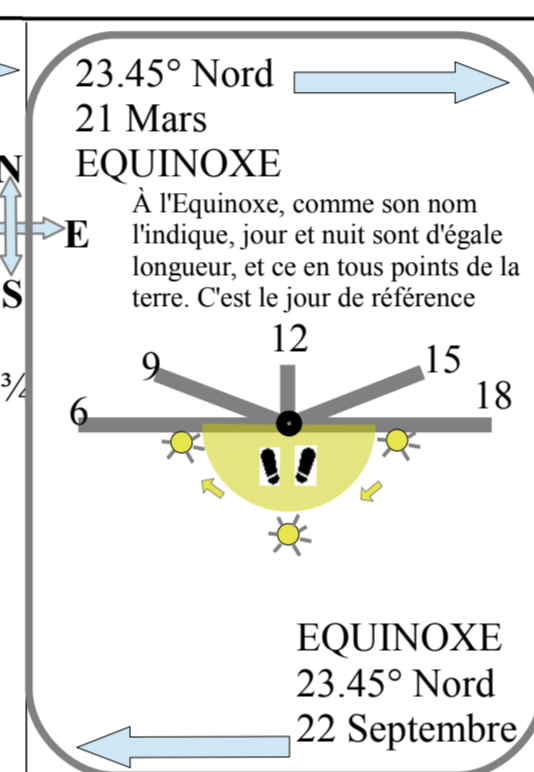 23.45° Nord
21 Mars
EQUINOXE
N
E
S
À l'Equinoxe, comme son nom
l'indique, jour et nuit sont d'égale
longueur, et ce en tous points de la
terre. C'est le jour de référence
¾
12
9
15
6
18
EQUINOXE
23.45° Nord
22 Septembre